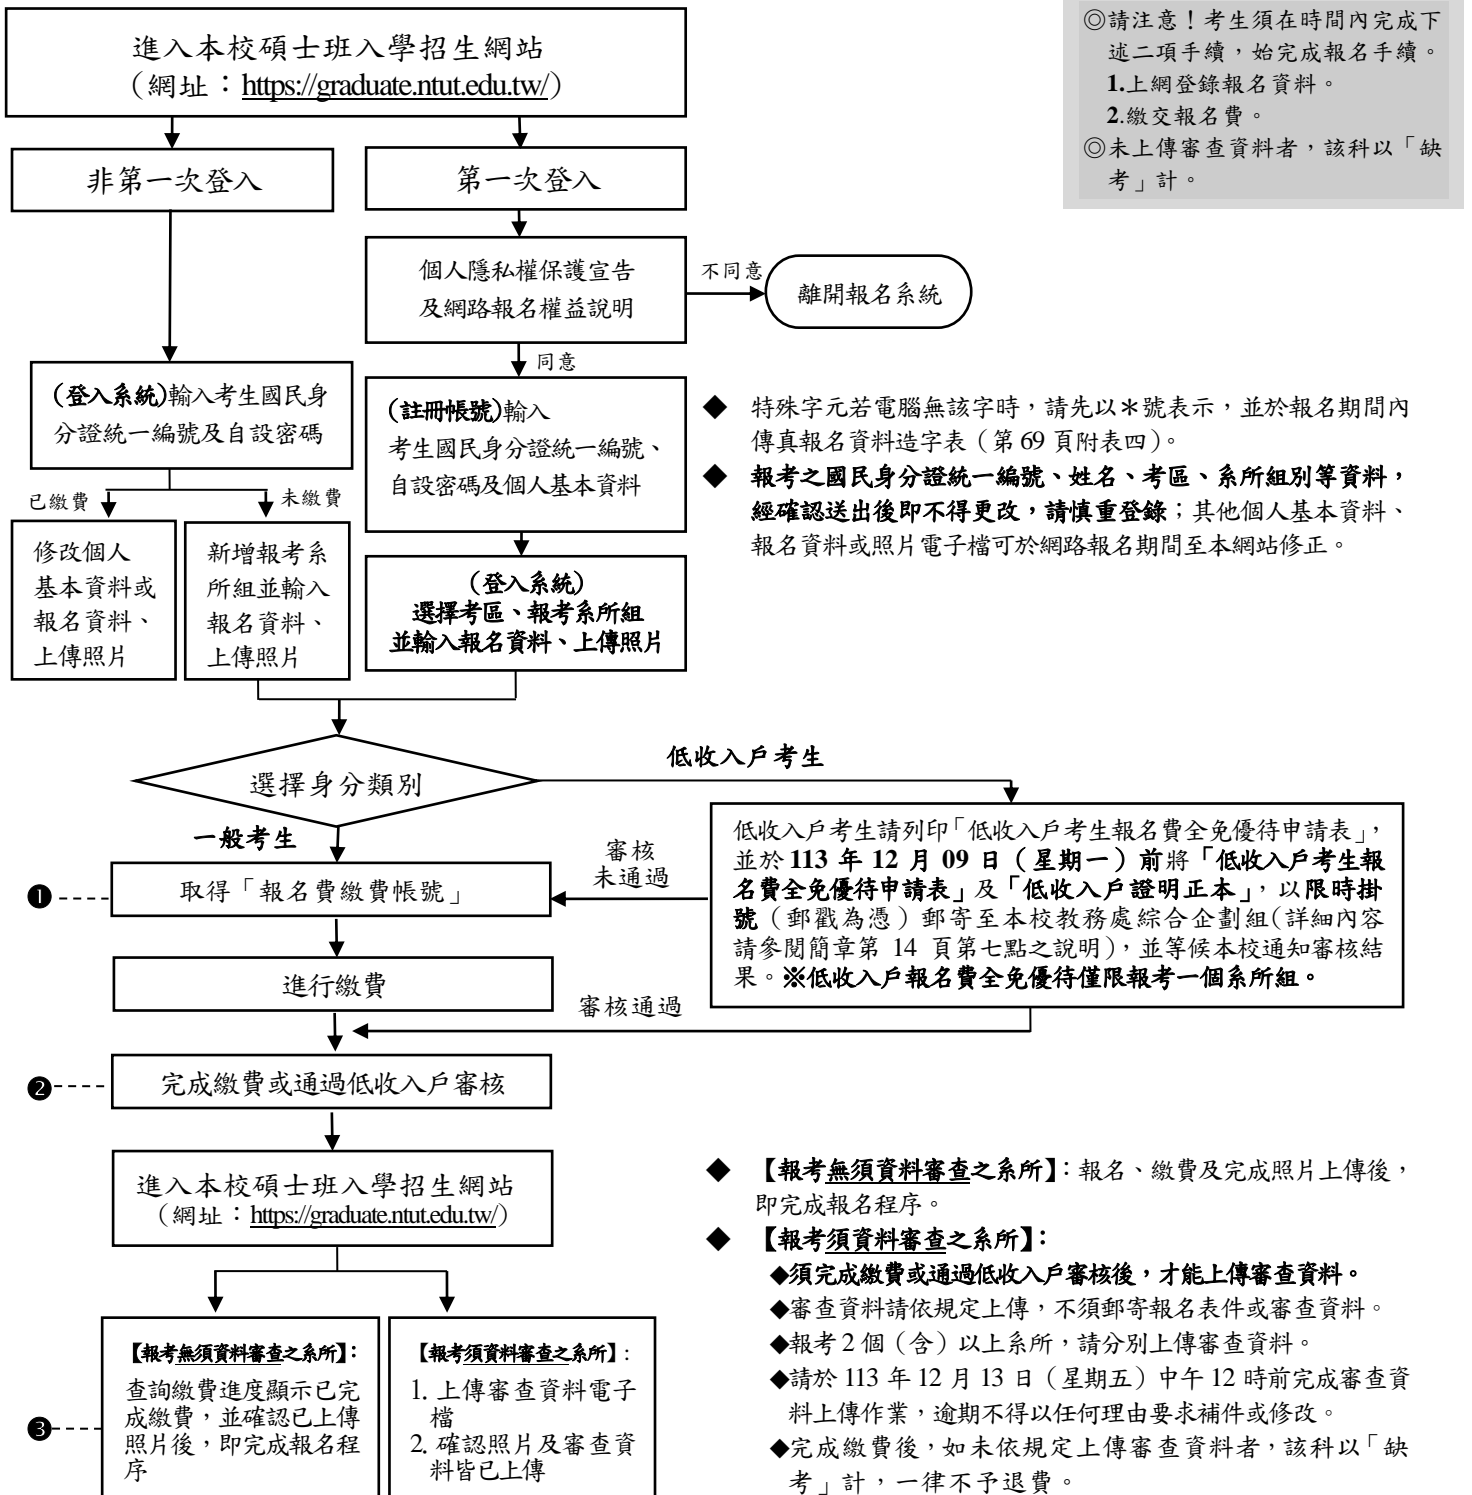 進入本校碩士班入學招生網站
（網址：https://graduate.ntut.edu.tw/）
◎請注意！考生須在時間內完成下
述二項手續，始完成報名手續。
1.上網登錄報名資料。
2.繳交報名費。
◎未上傳審查資料者，該科以「缺
考」計。
非第一次登入
第一次登入
個人隱私權保護宣告
及網路報名權益說明
不同意
離開報名系統
同意
(登入系統)輸入考生國民身
分證統一編號及自設密碼
(註冊帳號)輸入
考生國民身分證統一編號、
自設密碼及個人基本資料
◆ 特殊字元若電腦無該字時，請先以＊號表示，並於報名期間內
傳真報名資料造字表（第 69 頁附表四）。
◆ 報考之國民身分證統一編號、姓名、考區、系所組別等資料，
經確認送出後即不得更改，請慎重登錄；其他個人基本資料、
報名資料或照片電子檔可於網路報名期間至本網站修正。
已繳費
未繳費
修改個人
基本資料或
報名資料、
上傳照片
新增報考系
所組並輸入
報名資料、
上傳照片
(登入系統)
選擇考區、報考系所組
並輸入報名資料、上傳照片
選擇身分類別
低收入戶考生
一般考生
低收入戶考生請列印「低收入戶考生報名費全免優待申請表」，
並於 113 年 12 月 09 日（星期一）前將「低收入戶考生報
名費全免優待申請表」及「低收入戶證明正本」，以限時掛
號（郵戳為憑）郵寄至本校教務處綜合企劃組(詳細內容
請參閱簡章第 14 頁第七點之說明)，並等候本校通知審核結
果。※低收入戶報名費全免優待僅限報考一個系所組。
審核
未通過
❶
取得「報名費繳費帳號」
進行繳費
審核通過
❷
完成繳費或通過低收入戶審核
進入本校碩士班入學招生網站
（網址：https://graduate.ntut.edu.tw/）
❸
【報考無須資料審查之系所】：
查詢繳費進度顯示已完
成繳費，並確認已上傳
照片後，即完成報名程
序
【報考須資料審查之系所】：
1. 上傳審查資料電子
檔
2. 確認照片及審查資
料皆已上傳
◆ 【報考無須資料審查之系所】：報名、繳費及完成照片上傳後，
即完成報名程序。
◆ 【報考須資料審查之系所】：
◆須完成繳費或通過低收入戶審核後，才能上傳審查資料。
◆審查資料請依規定上傳，不須郵寄報名表件或審查資料。
◆報考 2 個（含）以上系所，請分別上傳審查資料。
◆請於 113 年 12 月 13 日（星期五）中午 12 時前完成審查資
料上傳作業，逾期不得以任何理由要求補件或修改。
◆完成繳費後，如未依規定上傳審查資料者，該科以「缺
考」計，一律不予退費。